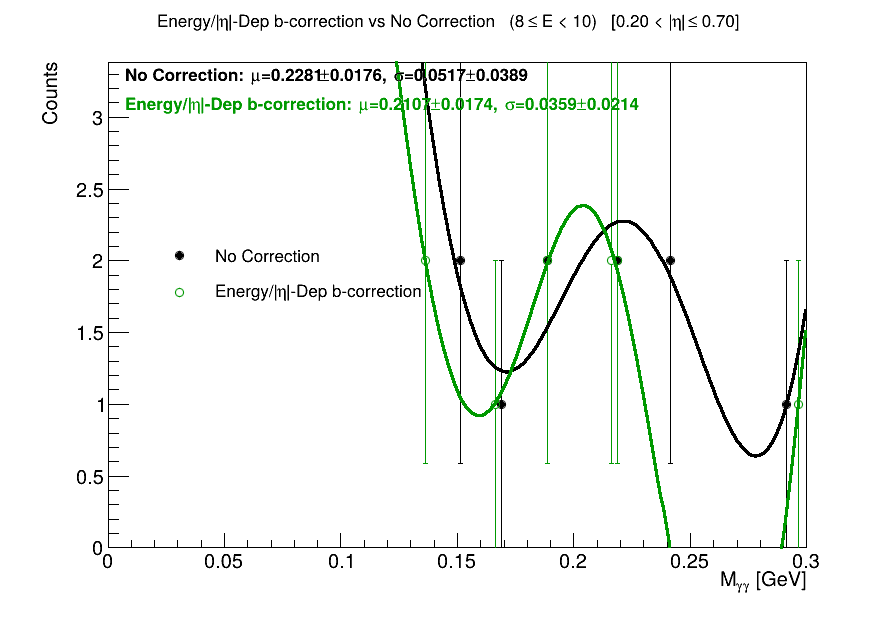 Energy/|η|-Dep b-correction vs No Correction (8 ≤ E < 10) [0.20 < |η| ≤ 0.70]
Counts
No Correction: μ=0.2281±0.0176, σ=0.0517±0.0389
Energy/|η|-Dep b-correction: μ=0.2107±0.0174, σ=0.0359±0.0214
3
2.5
2
1.5
1
0.5
0
No Correction
Energy/|η|-Dep b-correction
0 0.05 0.1 0.15 0.2 0.25 0.3
Mγγ [GeV]